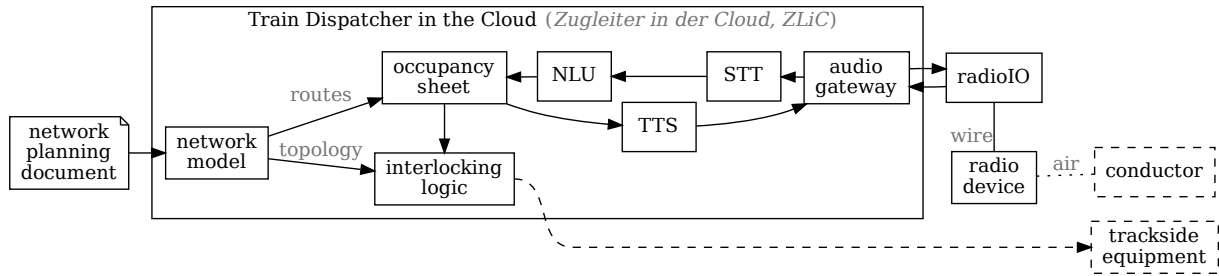 Train Dispatcher in the Cloud (Zugleiter in der Cloud, ZLiC)
network
planning
document
network
model
routes
topology
occupancy
sheet
interlocking
logic
NLU
TTS
STT
audio
gateway
radioIO
wire
radio
device
air
conductor
trackside
equipment